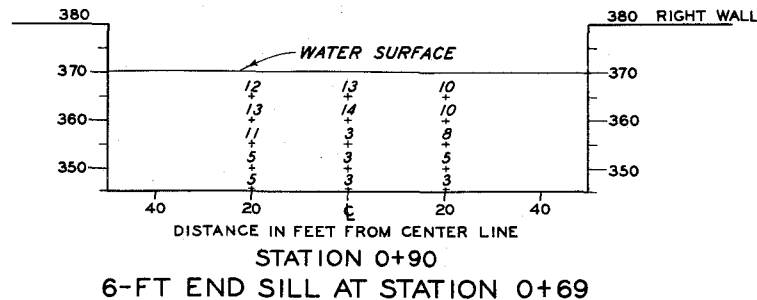 380 380 RIGHT WALL
WATER SURFACE
370 370
12 13 10
13 14 10
360 360
11 3 8
5 3 5
350 350
5 3 3
40 20 ℄ 20 40
DISTANCE IN FEET FROM CENTER LINE
STATION 0+90
6-FT END SILL AT STATION 0+69